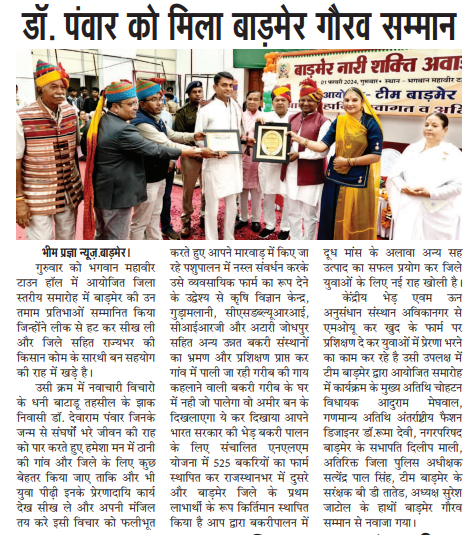 डॉ. पंवार को मिला बाड़मेर गौरव सम्मान
बाड़मेर नारी शक्ति अवा
01 फरवरी 2024, गुरुवार • स्थान - भगवान महावीर टा
आयो
- टीम बाड़मेर
वागत व अभि
भीम प्रज्ञा न्यूज़.बाड़मेर।
गुरुवार को भगवान महावीर
टाउन हॉल में आयोजित जिला
स्तरीय समारोह में बाड़मेर की उन
तमाम प्रतिभाओं सम्मानित किया
जिन्होंने लीक से हट कर सीख ली
और जिले सहित राज्यभर की
किसान कोम के सारथी बन सहयोग
की राह में खड़े है।
उसी क्रम में नवाचारी विचारो
के धनी बाटाडू तहसील के झाक
निवासी डॉ. देवाराम पंवार जिनके
जन्म से संघर्षों भरे जीवन की राह
को पार करते हुए हमेशा मन में ठानी
की गांव और जिले के लिए कुछ
बेहतर किया जाए ताकि और भी
युवा पीढ़ी इनके प्रेरणादायि कार्य
देख सीख ले और अपनी मंजिल
तय करे इसी विचार को फलीभूत
करते हुए आपने मारवाड़ में किए जा
रहे पशुपालन में नस्ल संवर्धन करके
उसे व्यवसायिक फार्म का रूप देने
के उद्देश्य से कृषि विज्ञान केन्द्र,
गुड़ामलानी, सीएसडब्ल्यूआरआई,
सीआईआरजी और अटारी जोधपुर
सहित अन्य उन्नत बकरी संस्थानों
का भ्रमण और प्रशिक्षण प्राप्त कर
गांव में पाली जा रही गरीब की गाय
कहलाने वाली बकरी गरीब के घर
में नही जो पालेगा वो अमीर बन के
दिखलाएगा ये कर दिखाया आपने
भारत सरकार की भेड़ बकरी पालन
के लिए संचालित एनएलएम
योजना में 525 बकरियों का फार्म
स्थापित कर राजस्थानभर में दुसरे
और बाड़मेर जिले के प्रथम
लाभार्थी के रूप किर्तिमान स्थापित
किया है आप द्वारा बकरीपालन में
दूध मांस के अलावा अन्य सह
उत्पाद का सफल प्रयोग कर जिले
युवाओं के लिए नई राह खोली है।
केंद्रीय भेड़ एवम ऊन
अनुसंधान संस्थान अविकानगर से
एमओयू कर खुद के फार्म पर
प्रशिक्षण दे कर युवाओं में प्रेरणा भरने
का काम कर रहे है उसी उपलक्ष में
टीम बाड़मेर द्वारा आयोजित समारोह
में कार्यक्रम के मुख्य अतिथि चोहटन
विधायक आदुराम मेघवाल,
गणमान्य अतिथि अंतर्राष्ट्रीय फैशन
डिजाइनर डॉ.रूमा देवी, नगरपरिषद
बाड़मेर के सभापति दिलीप माली,
अतिरिक्त जिला पुलिस अधीक्षक
सत्येंद्र पाल सिंह, टीम बाड़मेर के
सरंक्षक बी डी तातेड, अध्यक्ष सुरेश
जाटोल के हाथों बाड़मेर गौरव
सम्मान से नवाजा गया।